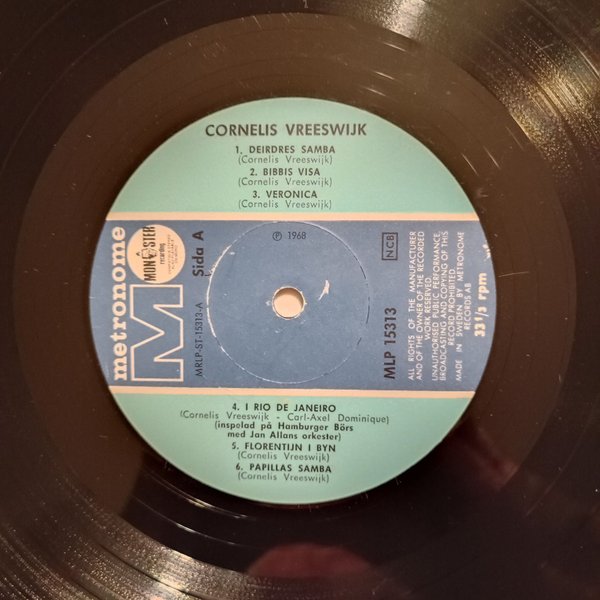 CORNELIS VREESWIJK
1. DEIRDRES SAMBA
(Cornelis Vreeswijk)
2. BIBBIS VISA
(Cornelis Vreeswijk)
3. VERONICA
(Cornelis Vreeswijk)
metronome
M
A
MONSTER
recording
Sida A
MRLP-ST-15313-A
℗ 1968
NCB
MLP 15313
ALL RIGHTS OF THE MANUFACTURER
AND OF THE OWNER OF THE RECORDED
WORK RESERVED.
UNAUTHORISED PUBLIC PERFORMANCE,
BROADCASTING AND COPYING OF THIS
RECORD PROHIBITED.
MADE IN SWEDEN BY METRONOME
RECORDS AB
33 1/3 rpm
4. I RIO DE JANEIRO
(Cornelis Vreeswijk - Carl-Axel Dominique)
(inspelad på Hamburger Börs
med Jan Allans orkester)
5. FLORENTIJN I BYN
(Cornelis Vreeswijk)
6. PAPILLAS SAMBA
(Cornelis Vreeswijk)